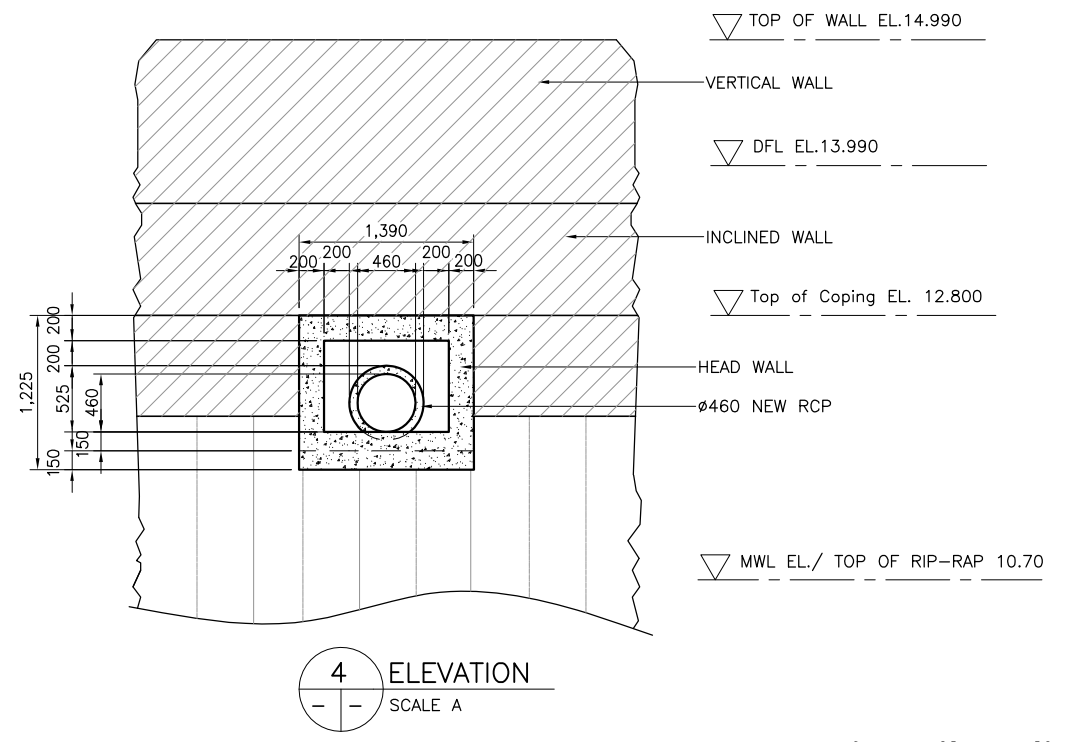 TOP OF WALL EL.14.990
VERTICAL WALL
DFL EL.13.990
1,390
INCLINED WALL
200 200 460 200 200
Top of Coping EL. 12.800
200
200
HEAD WALL
1,225
525
460
ø460 NEW RCP
150
150
MWL EL./ TOP OF RIP-RAP 10.70
4 ELEVATION
- -
SCALE A